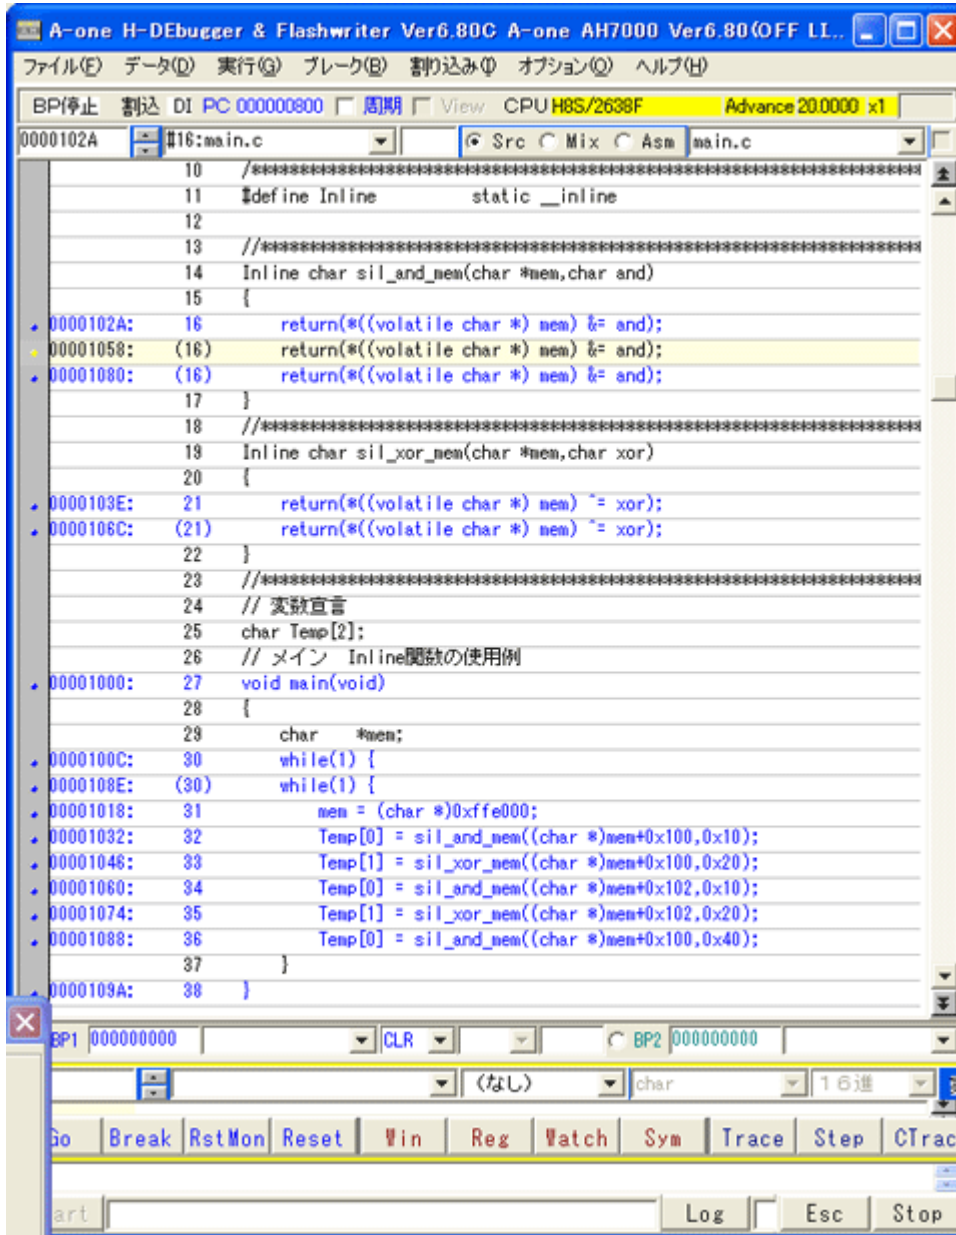 A-one H-DEbugger & Flashwriter Ver6.80C A-one AH7000 Ver6.80(OFF LI..
ファイル(F) データ(D) 実行(G) ブレーク(B) 割り込み(I) オプション(O) ヘルプ(H)
BP停止 割込 DI PC 000000800 周期 View CPU H8S/2638F Advance 20.0000 x1
0000102A #16:main.c Src Mix Asm main.c
10 /************************************************************************
11 #define Inline static __inline
12
13 //***********************************************************************
14 Inline char sil_and_mem(char *mem,char and)
15 {
0000102A: 16 return(*((volatile char *) mem) &= and);
00001058: (16) return(*((volatile char *) mem) &= and);
00001080: (16) return(*((volatile char *) mem) &= and);
17 }
18 //***********************************************************************
19 Inline char sil_xor_mem(char *mem,char xor)
20 {
0000103E: 21 return(*((volatile char *) mem) ^= xor);
0000106C: (21) return(*((volatile char *) mem) ^= xor);
22 }
23 //***********************************************************************
24 // 変数宣言
25 char Temp[2];
26 // メイン Inline関数の使用例
00001000: 27 void main(void)
28 {
29 char *mem;
0000100C: 30 while(1) {
0000108E: (30) while(1) {
00001018: 31 mem = (char *)0xffe000;
00001032: 32 Temp[0] = sil_and_mem((char *)mem+0x100,0x10);
00001046: 33 Temp[1] = sil_xor_mem((char *)mem+0x100,0x20);
00001060: 34 Temp[0] = sil_and_mem((char *)mem+0x102,0x10);
00001074: 35 Temp[1] = sil_xor_mem((char *)mem+0x102,0x20);
00001088: 36 Temp[0] = sil_and_mem((char *)mem+0x100,0x40);
37 }
0000109A: 38 }
BP1 000000000 CLR BP2 000000000
(なし) char 16進
Go Break RstMon Reset Win Reg Watch Sym Trace Step CTrac
art Log Esc Stop